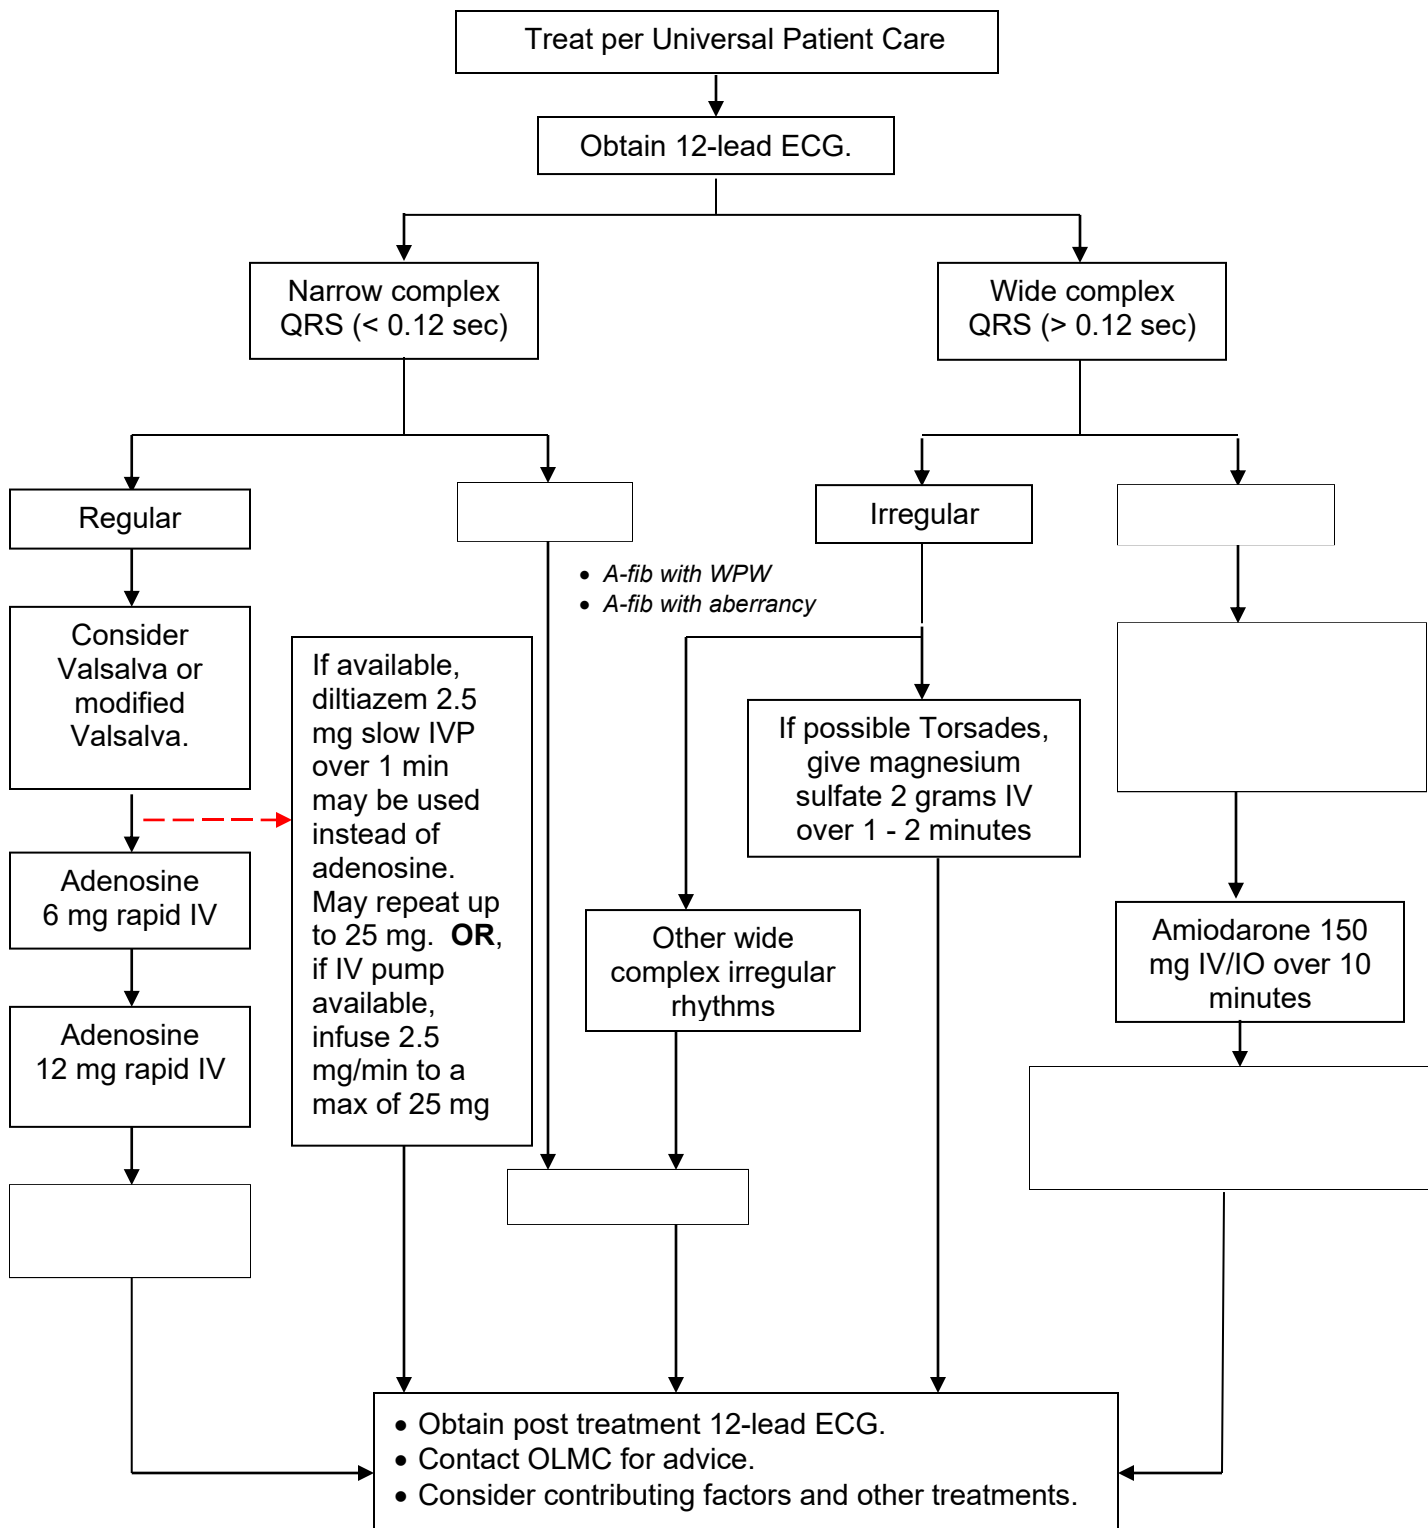 Treat per Universal Patient Care
Obtain 12-lead ECG.
Narrow complex
QRS (< 0.12 sec)
Wide complex
QRS (> 0.12 sec)
Regular
Irregular
• A-fib with WPW
• A-fib with aberrancy
Consider
Valsalva or
modified
Valsalva.
If available,
diltiazem 2.5
mg slow IVP
over 1 min
may be used
instead of
adenosine.
May repeat up
to 25 mg. OR,
if IV pump
available,
infuse 2.5
mg/min to a
max of 25 mg
If possible Torsades,
give magnesium
sulfate 2 grams IV
over 1 - 2 minutes
Adenosine
6 mg rapid IV
Other wide
complex irregular
rhythms
Amiodarone 150
mg IV/IO over 10
minutes
Adenosine
12 mg rapid IV
• Obtain post treatment 12-lead ECG.
• Contact OLMC for advice.
• Consider contributing factors and other treatments.